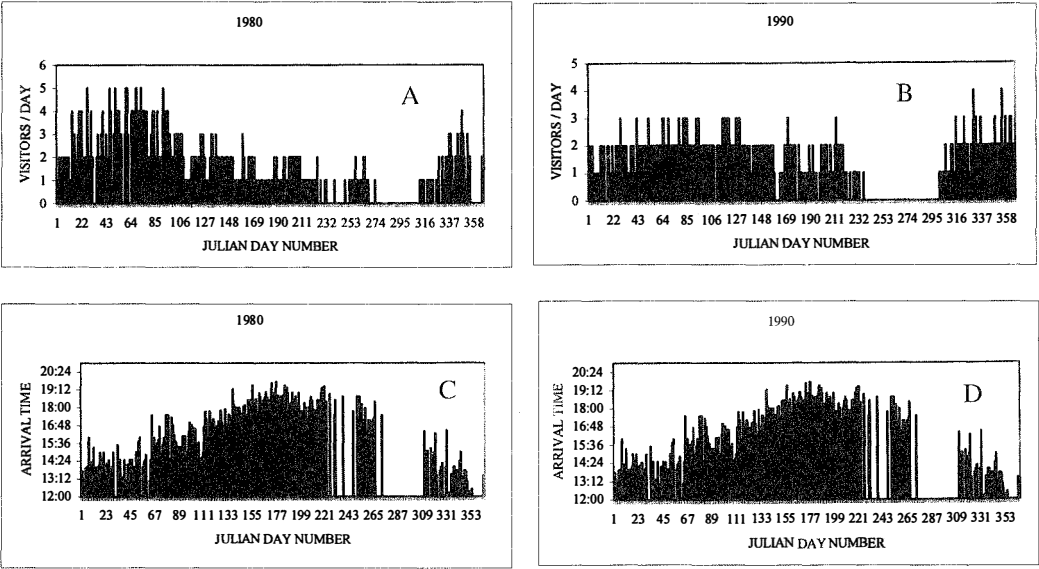 1980
6
5
4
3
2
1
0
VISITORS / DAY
A
1 22 43 64 85 106 127 148 169 190 211 232 253 274 295 316 337 358
JULIAN DAY NUMBER
1990
5
4
3
2
1
0
VISITORS / DAY
B
1 22 43 64 85 106 127 148 169 190 211 232 253 274 295 316 337 358
JULIAN DAY NUMBER
1980
20:24
19:12
18:00
16:48
15:36
14:24
13:12
12:00
ARRIVAL TIME
C
1 23 45 67 89 111 133 155 177 199 221 243 265 287 309 331 353
JULIAN DAY NUMBER
1990
20:24
19:12
18:00
16:48
15:36
14:24
13:12
12:00
ARRIVAL TIME
D
1 23 45 67 89 111 133 155 177 199 221 243 265 287 309 331 353
JULIAN DAY NUMBER